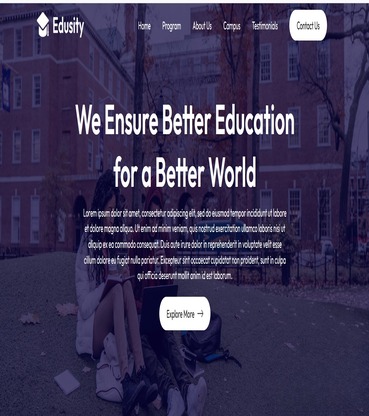 Edusity
Home Program About Us Campus Testimonials Contact Us
We Ensure Better Education
for a Better World
Lorem ipsum dolor sit amet, consectetur adipiscing elit, sed do eiusmod tempor incididunt ut labore
et dolore magna aliqua. Ut enim ad minim veniam, quis nostrud exercitation ullamco laboris nisi ut
aliquip ex ea commodo consequat. Duis aute irure dolor in reprehenderit in voluptate velit esse
cillum dolore eu fugiat nulla pariatur. Excepteur sint occaecat cupidatat non proident, sunt in culpa
qui officia deserunt mollit anim id est laborum.
Explore More →